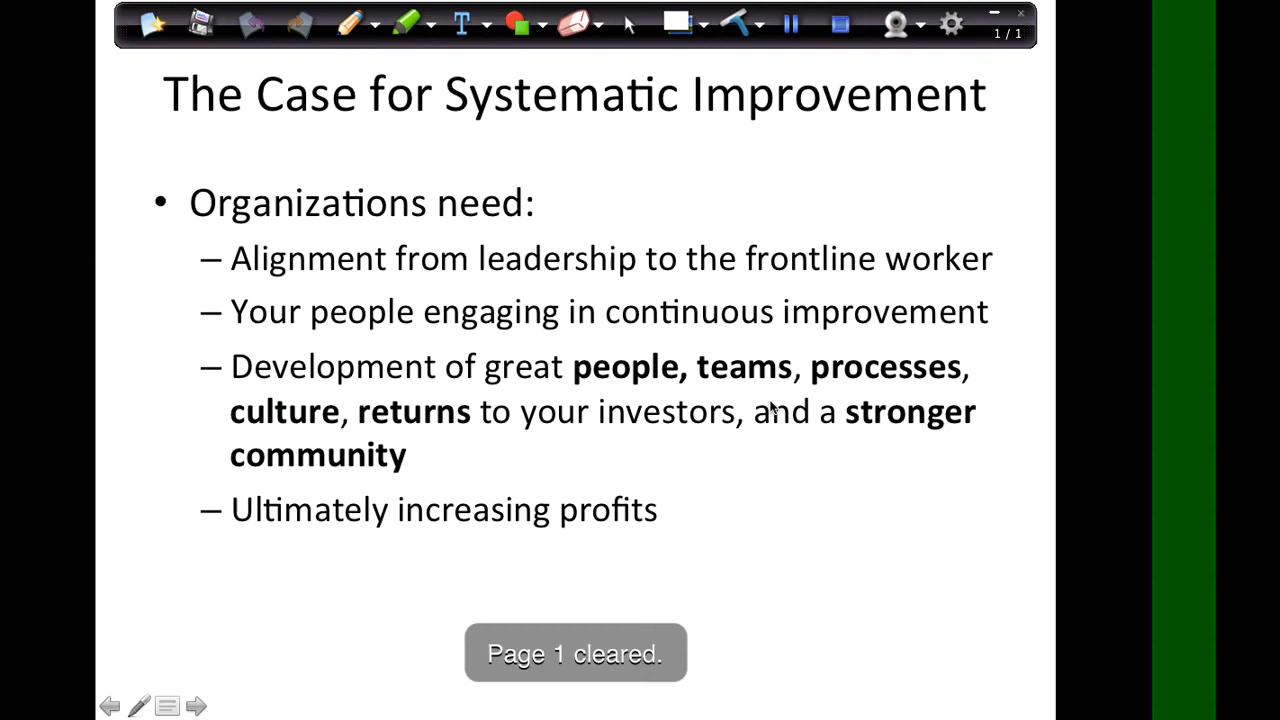 1 / 1
The Case for Systematic Improvement
• Organizations need:
– Alignment from leadership to the frontline worker
– Your people engaging in continuous improvement
– Development of great people, teams, processes,
culture, returns to your investors, and a stronger
community
– Ultimately increasing profits
Page 1 cleared.